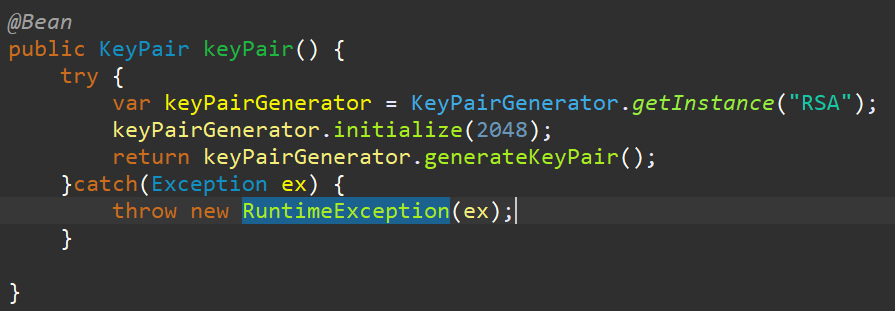 @Bean
public KeyPair keyPair() {
    try {
        var keyPairGenerator = KeyPairGenerator.getInstance("RSA");
        keyPairGenerator.initialize(2048);
        return keyPairGenerator.generateKeyPair();
    }catch(Exception ex) {
        throw new RuntimeException(ex);
    }
}